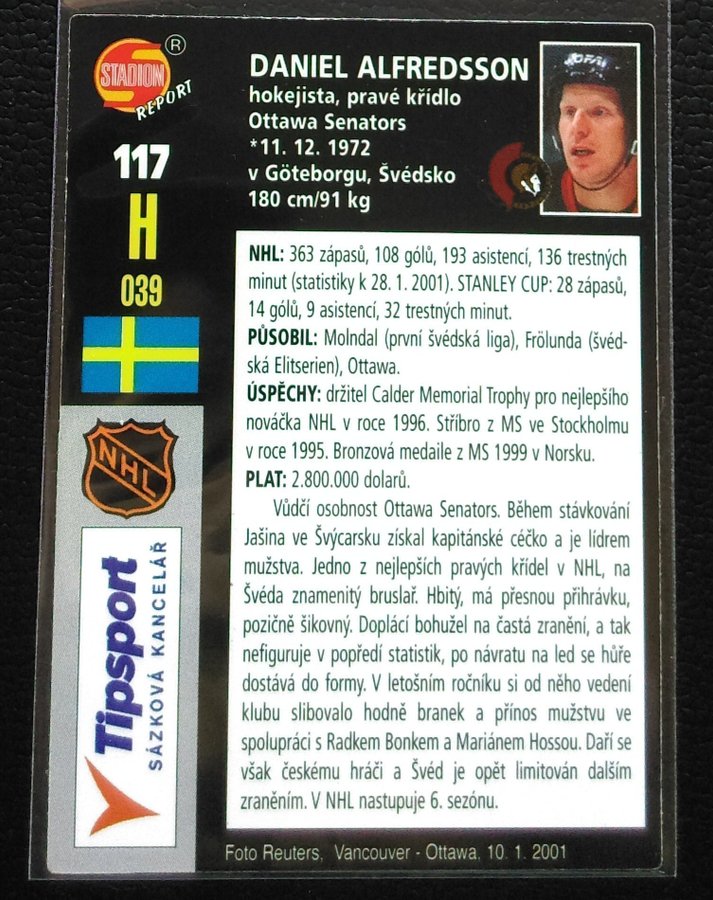 STADION
®
REPORT
117
H
039
NHL
Tipsport
SÁZKOVÁ KANCELÁŘ
DANIEL ALFREDSSON
hokejista, pravé křídlo
Ottawa Senators
*11. 12. 1972
v Göteborgu, Švédsko
180 cm/91 kg
NHL: 363 zápasů, 108 gólů, 193 asistencí, 136 trestných
minut (statistiky k 28. 1. 2001). STANLEY CUP: 28 zápasů,
14 gólů, 9 asistencí, 32 trestných minut.
PŮSOBIL: Molndal (první švédská liga), Frölunda (švéd-
ská Elitserien), Ottawa.
ÚSPĚCHY: držitel Calder Memorial Trophy pro nejlepšího
nováčka NHL v roce 1996. Stříbro z MS ve Stockholmu
v roce 1995. Bronzová medaile z MS 1999 v Norsku.
PLAT: 2.800.000 dolarů.
Vůdčí osobnost Ottawa Senators. Během stávkování
Jašina ve Švýcarsku získal kapitánské céčko a je lídrem
mužstva. Jedno z nejlepších pravých křídel v NHL, na
Švéda znamenitý bruslař. Hbitý, má přesnou přihrávku,
pozičně šikovný. Doplácí bohužel na častá zranění, a tak
nefiguruje v popředí statistik, po návratu na led se hůře
dostává do formy. V letošním ročníku si od něho vedení
klubu slibovalo hodně branek a přínos mužstvu ve
spolupráci s Radkem Bonkem a Mariánem Hossou. Daří se
však českému hráči a Švéd je opět limitován dalším
zraněním. V NHL nastupuje 6. sezónu.
Foto Reuters, Vancouver - Ottawa, 10. 1. 2001